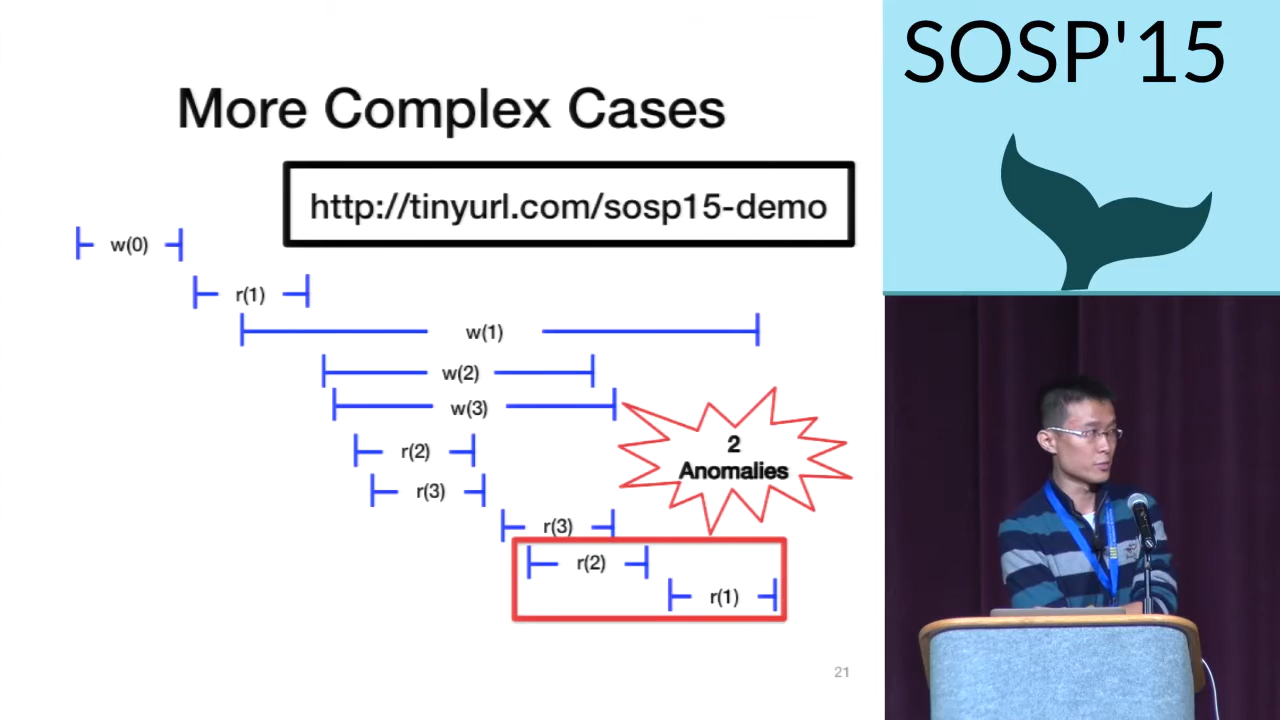 More Complex Cases
http://tinyurl.com/sosp15-demo
w(0)
r(1)
w(1)
w(2)
w(3)
r(2)
r(3)
2
Anomalies
r(3)
r(2)
r(1)
21
SOSP'15